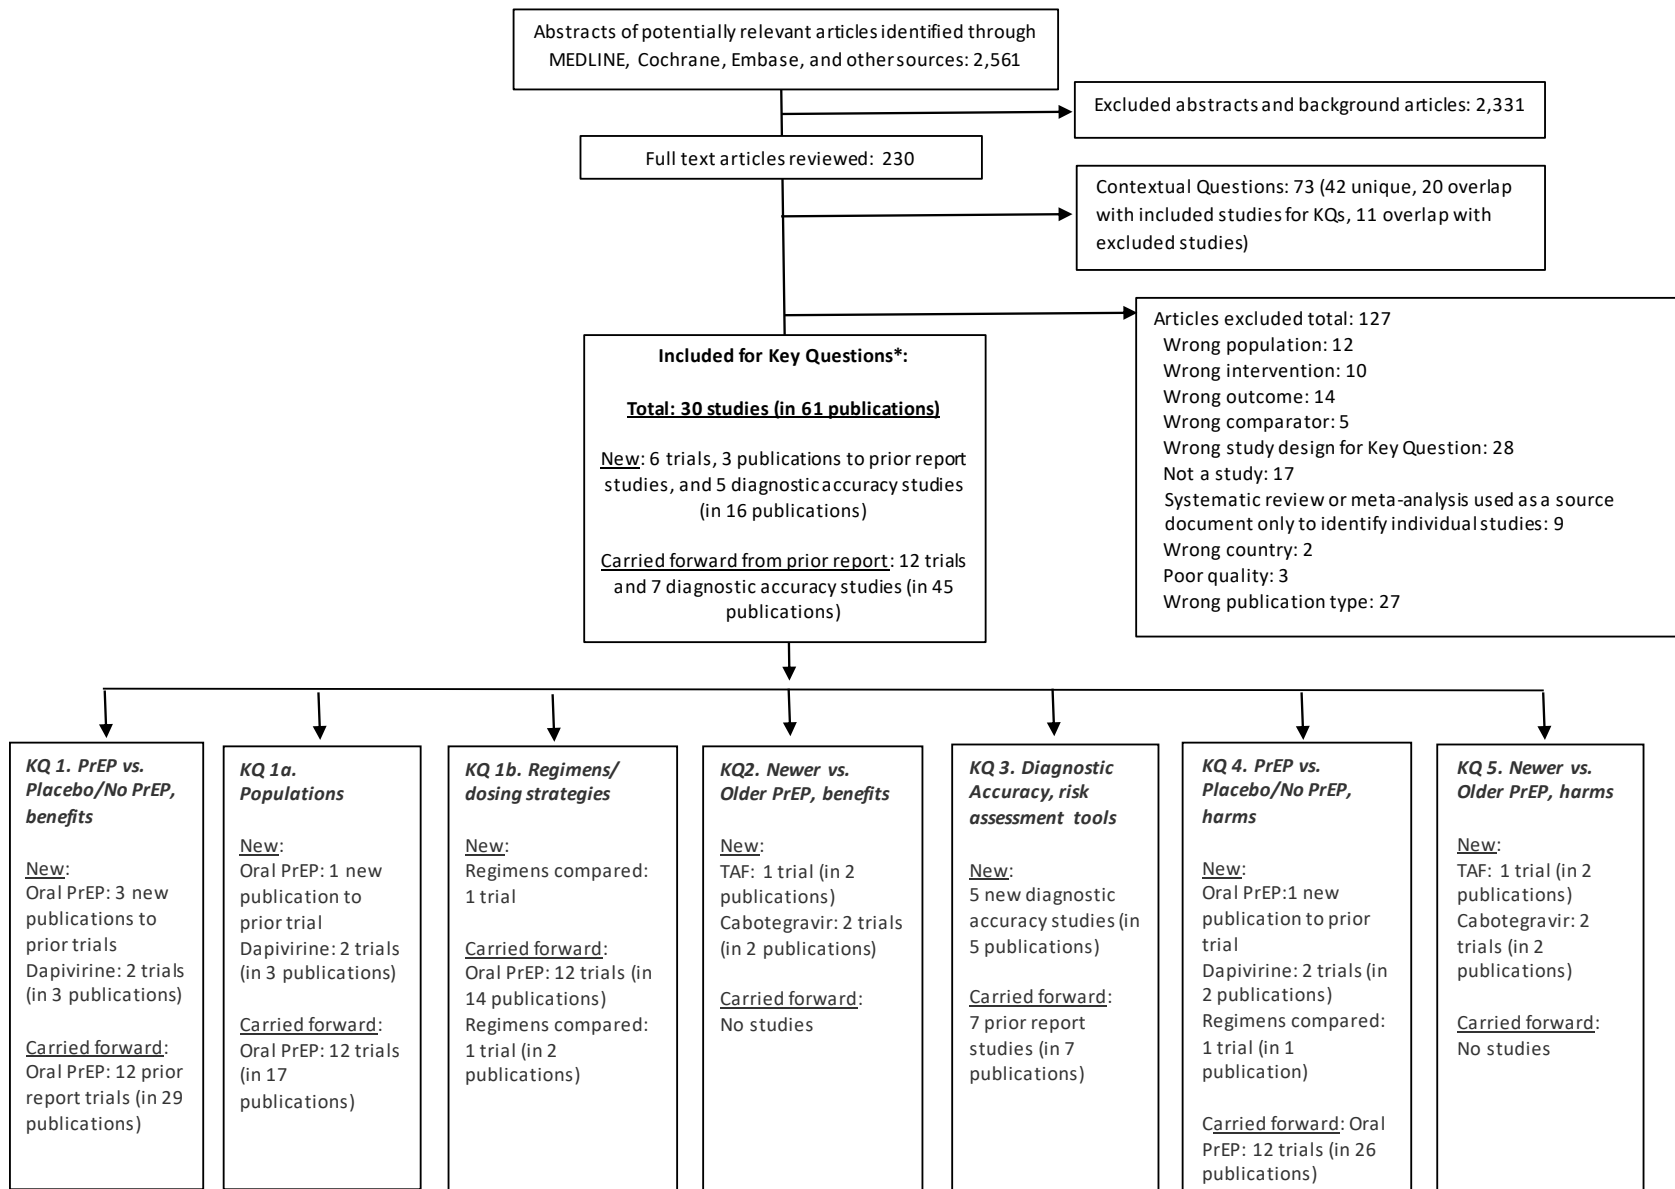 Abstracts of potentially relevant articles identified through
MEDLINE, Cochrane, Embase, and other sources: 2,561
Excluded abstracts and background articles: 2,331
Full text articles reviewed: 230
Contextual Questions: 73 (42 unique, 20 overlap
with included studies for KQs, 11 overlap with
excluded studies)
Articles excluded total: 127
Wrong population: 12
Wrong intervention: 10
Wrong outcome: 14
Wrong comparator: 5
Wrong study design for Key Question: 28
Not a study: 17
Systematic review or meta-analysis used as a source
document only to identify individual studies: 9
Wrong country: 2
Poor quality: 3
Wrong publication type: 27
Included for Key Questions*:
Total: 30 studies (in 61 publications)
New: 6 trials, 3 publications to prior report
studies, and 5 diagnostic accuracy studies
(in 16 publications)
Carried forward from prior report: 12 trials
and 7 diagnostic accuracy studies (in 45
publications)
KQ 1. PrEP vs.
Placebo/No PrEP,
benefits
New:
Oral PrEP: 3 new
publications to
prior trials
Dapivirine: 2 trials
(in 3 publications)
Carried forward:
Oral PrEP: 12 prior
report trials (in 29
publications)
KQ 1a.
Populations
New:
Oral PrEP: 1 new
publication to
prior trial
Dapivirine: 2 trials
(in 3 publications)
Carried forward:
Oral PrEP: 12 trials
(in 17
publications)
KQ 1b. Regimens/
dosing strategies
New:
Regimens compared:
1 trial
Carried forward:
Oral PrEP: 12 trials (in
14 publications)
Regimens compared:
1 trial (in 2
publications)
KQ2. Newer vs.
Older PrEP, benefits
New:
TAF: 1 trial (in 2
publications)
Cabotegravir: 2 trials
(in 2 publications)
Carried forward:
No studies
KQ 3. Diagnostic
Accuracy, risk
assessment tools
New:
5 new diagnostic
accuracy studies (in
5 publications)
Carried forward:
7 prior report
studies (in 7
publications)
KQ 4. PrEP vs.
Placebo/No PrEP,
harms
New:
Oral PrEP:1 new
publication to prior
trial
Dapivirine: 2 trials (in
2 publications)
Regimens compared:
1 trial (in 1
publication)
Carried forward: Oral
PrEP: 12 trials (in 26
publications)
KQ 5. Newer vs.
Older PrEP, harms
New:
TAF: 1 trial (in 2
publications)
Cabotegravir: 2
trials (in 2
publications)
Carried forward:
No studies